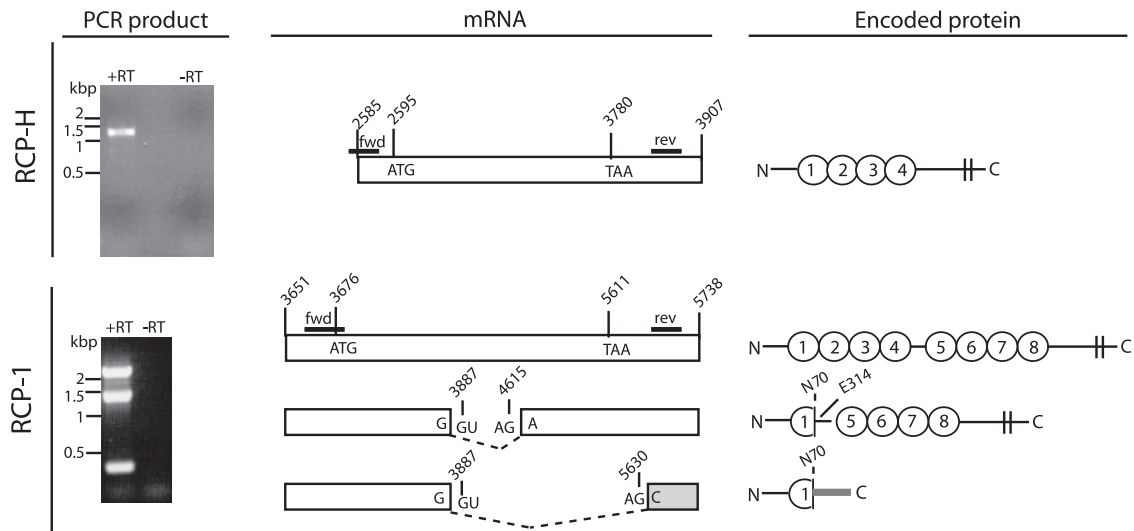 PCR product mRNA Encoded protein
RCP-H
kbp +RT -RT
2
1.5
1
0.5
2585 2595 3780 3907
fwd rev
ATG TAA
N 1 2 3 4 C
RCP-1
kbp +RT -RT
2
1.5
1
0.5
3651 3676 5611 5738
fwd rev
ATG TAA
N 1 2 3 4 5 6 7 8 C
3887 4615
G GU AG A
N70 E314
N 1 5 6 7 8 C
3887 5630
G GU AG C
N70
N 1 C